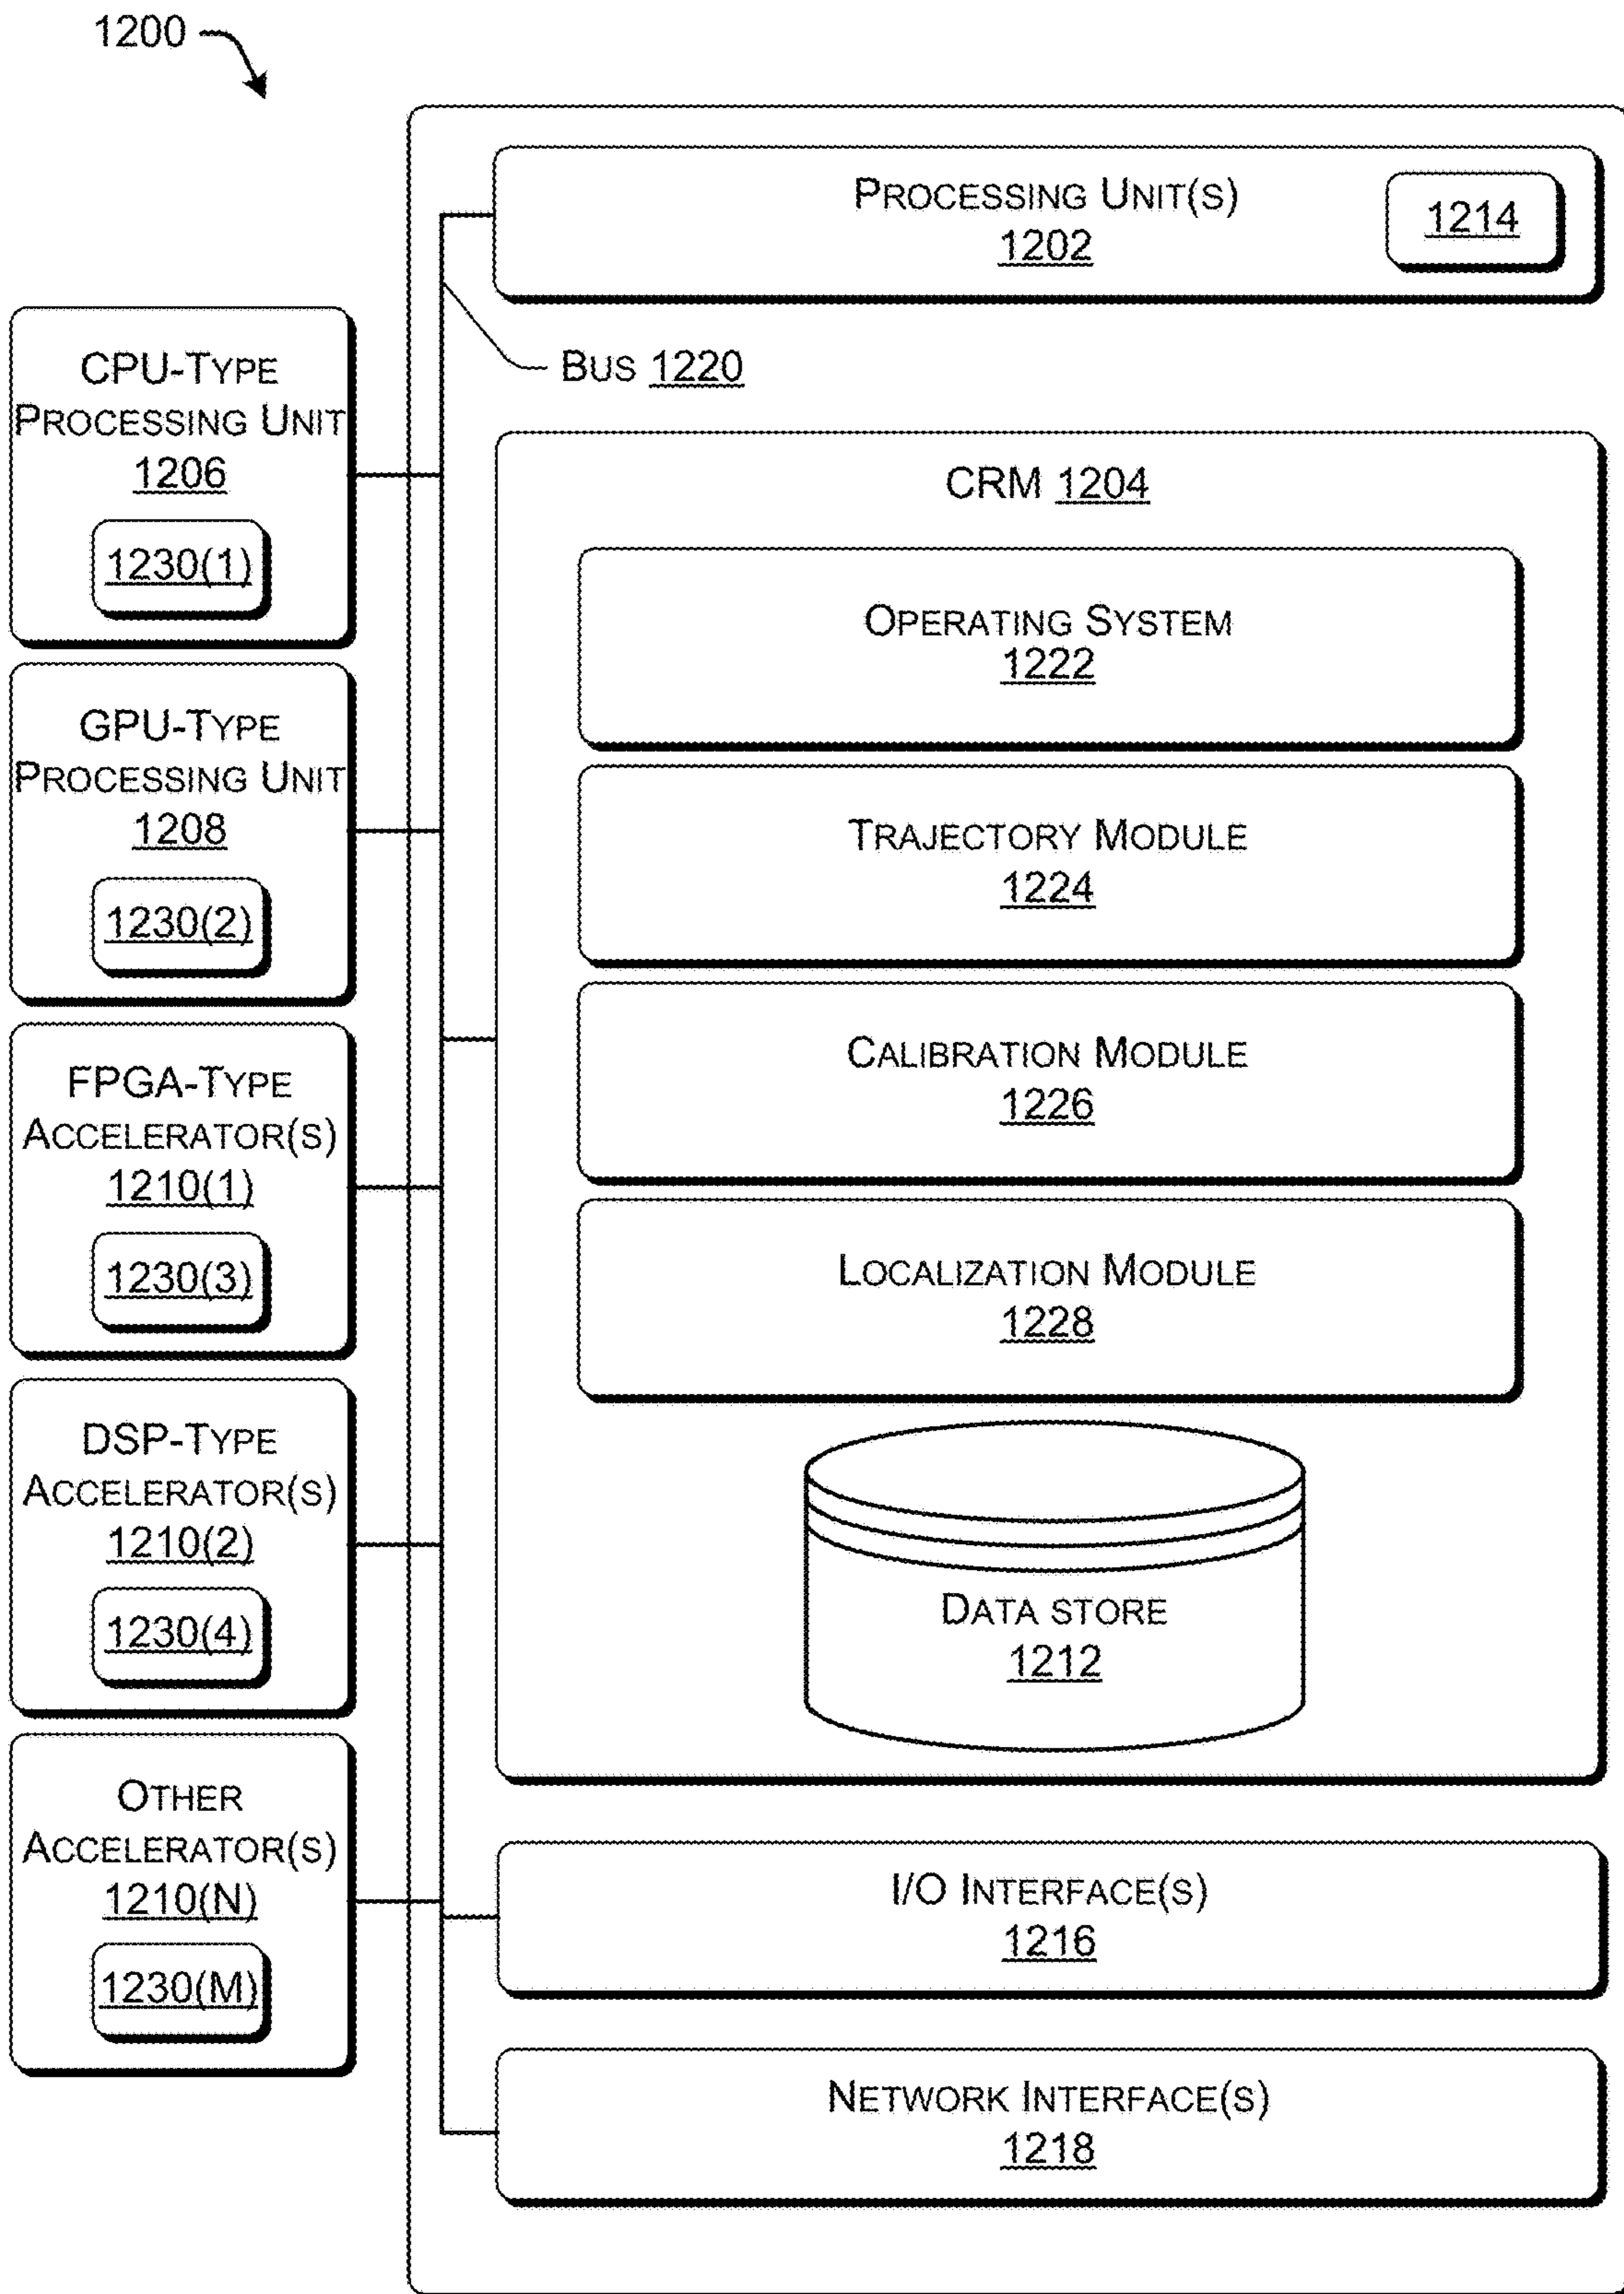 1200
PROCESSING UNIT(S)
1202
1214
BUS 1220
CPU-TYPE
PROCESSING UNIT
1206
1230(1)
GPU-TYPE
PROCESSING UNIT
1208
1230(2)
FPGA-TYPE
ACCELERATOR(S)
1210(1)
1230(3)
DSP-TYPE
ACCELERATOR(S)
1210(2)
1230(4)
OTHER
ACCELERATOR(S)
1210(N)
1230(M)
CRM 1204
OPERATING SYSTEM
1222
TRAJECTORY MODULE
1224
CALIBRATION MODULE
1226
LOCALIZATION MODULE
1228
DATA STORE
1212
I/O INTERFACE(S)
1216
NETWORK INTERFACE(S)
1218